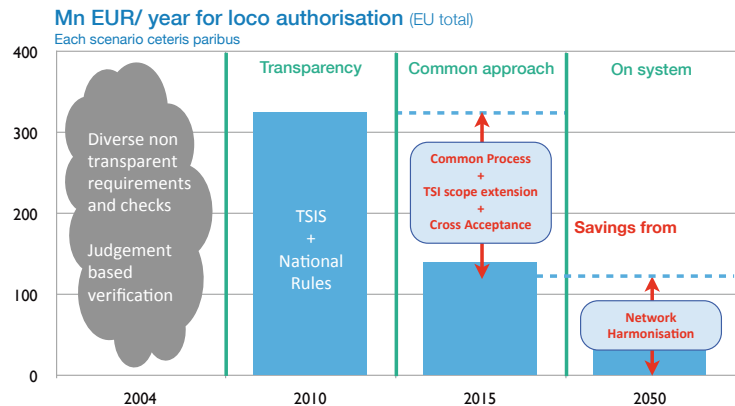 Mn EUR/ year for loco authorisation (EU total)
Each scenario ceteris paribus
400
300
200
100
0
Transparency
Common approach
On system
Diverse non
transparent
requirements
and checks
Judgement
based
verification
TSIS
+
National
Rules
Common Process
+
TSI scope extension
+
Cross Acceptance
Savings from
Network
Harmonisation
2004
2010
2015
2050